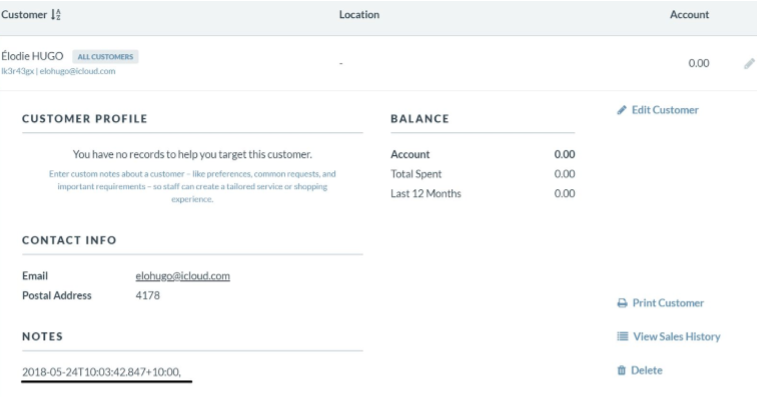 Customer Location Account
Élodie HUGO ALL CUSTOMERS - 0.00
lk3r43gx | elohugo@icloud.com
Edit Customer
CUSTOMER PROFILE
You have no records to help you target this customer.
Enter custom notes about a customer – like preferences, common requests, and
important requirements – so staff can create a tailored service or shopping
experience.
BALANCE
Account 0.00
Total Spent 0.00
Last 12 Months 0.00
CONTACT INFO
Email elohugo@icloud.com
Postal Address 4178
Print Customer
NOTES
View Sales History
2018-05-24T10:03:42.847+10:00,
Delete